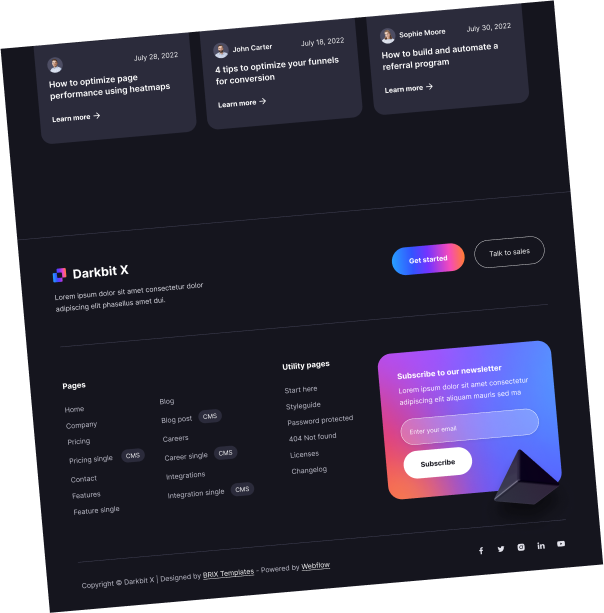 July 28, 2022
How to optimize page
performance using heatmaps
Learn more
John Carter
July 18, 2022
4 tips to optimize your funnels
for conversion
Learn more
Sophie Moore
July 30, 2022
How to build and automate a
referral program
Learn more
Darkbit X
Lorem ipsum dolor sit amet consectetur dolor
adipiscing elit phasellus amet dui.
Get started
Talk to sales
Pages
Home
Company
Pricing
Pricing single CMS
Contact
Features
Feature single
Blog
Blog post CMS
Careers
Career single CMS
Integrations
Integration single CMS
Utility pages
Start here
Styleguide
Password protected
404 Not found
Licenses
Changelog
Subscribe to our newsletter
Lorem ipsum dolor sit amet consectetur
adipiscing elit aliquam mauris sed ma
Enter your email
Subscribe
Copyright © Darkbit X | Designed by BRIX Templates - Powered by Webflow